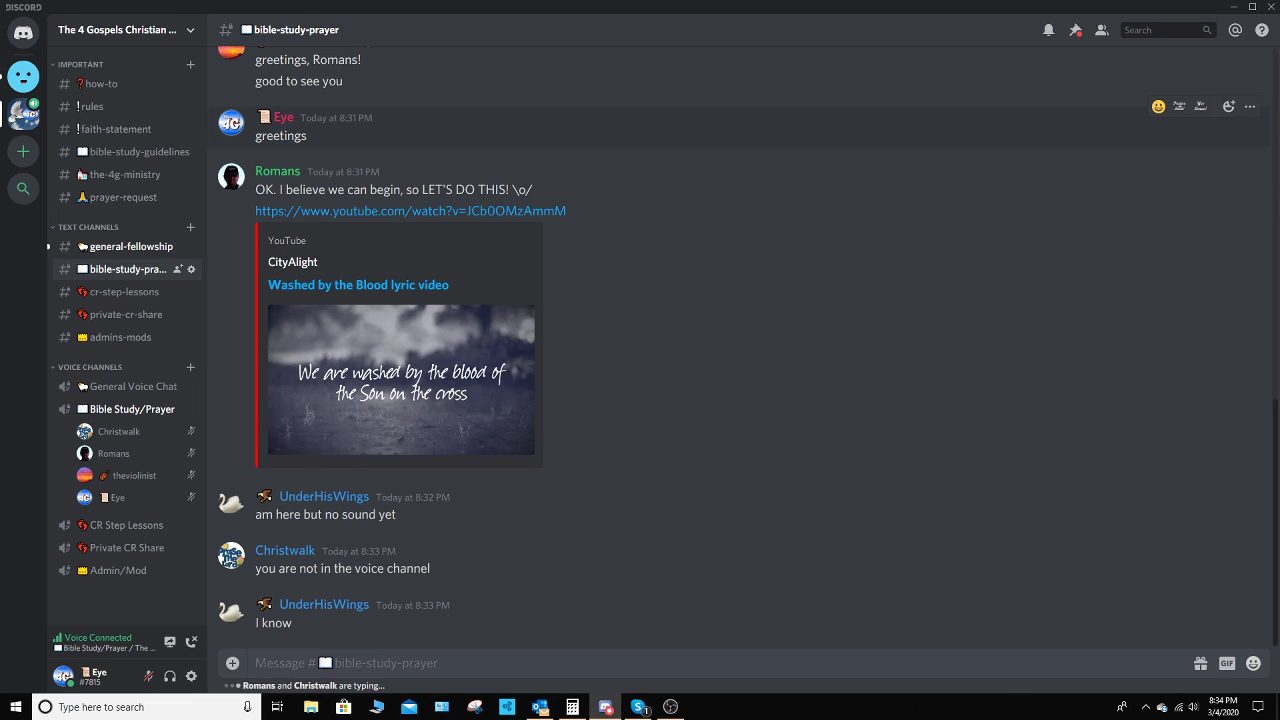 DISCORD
The 4 Gospels Christian ...
IMPORTANT
how-to
rules
faith-statement
bible-study-guidelines
the-4g-ministry
prayer-request
TEXT CHANNELS
general-fellowship
bible-study-pra...
cr-step-lessons
private-cr-share
admins-mods
VOICE CHANNELS
General Voice Chat
Bible Study/Prayer
Christwalk
Romans
theviolinist
Eye
CR Step Lessons
Private CR Share
Admin/Mod
Voice Connected
Bible Study/Prayer / The ...
Eye
#7815
bible-study-prayer
Search
greetings, Romans!
good to see you
Eye Today at 8:31 PM
greetings
Romans Today at 8:31 PM
OK. I believe we can begin, so LET'S DO THIS! \o/
https://www.youtube.com/watch?v=JCb0OMzAmmM
YouTube
CityAlight
Washed by the Blood lyric video
We are washed by the blood of
the Son on the cross
UnderHisWings Today at 8:32 PM
am here but no sound yet
Christwalk Today at 8:33 PM
you are not in the voice channel
UnderHisWings Today at 8:33 PM
I know
Message # bible-study-prayer
GIF
Romans and Christwalk are typing...
Type here to search
8:34 PM
3/4/2020